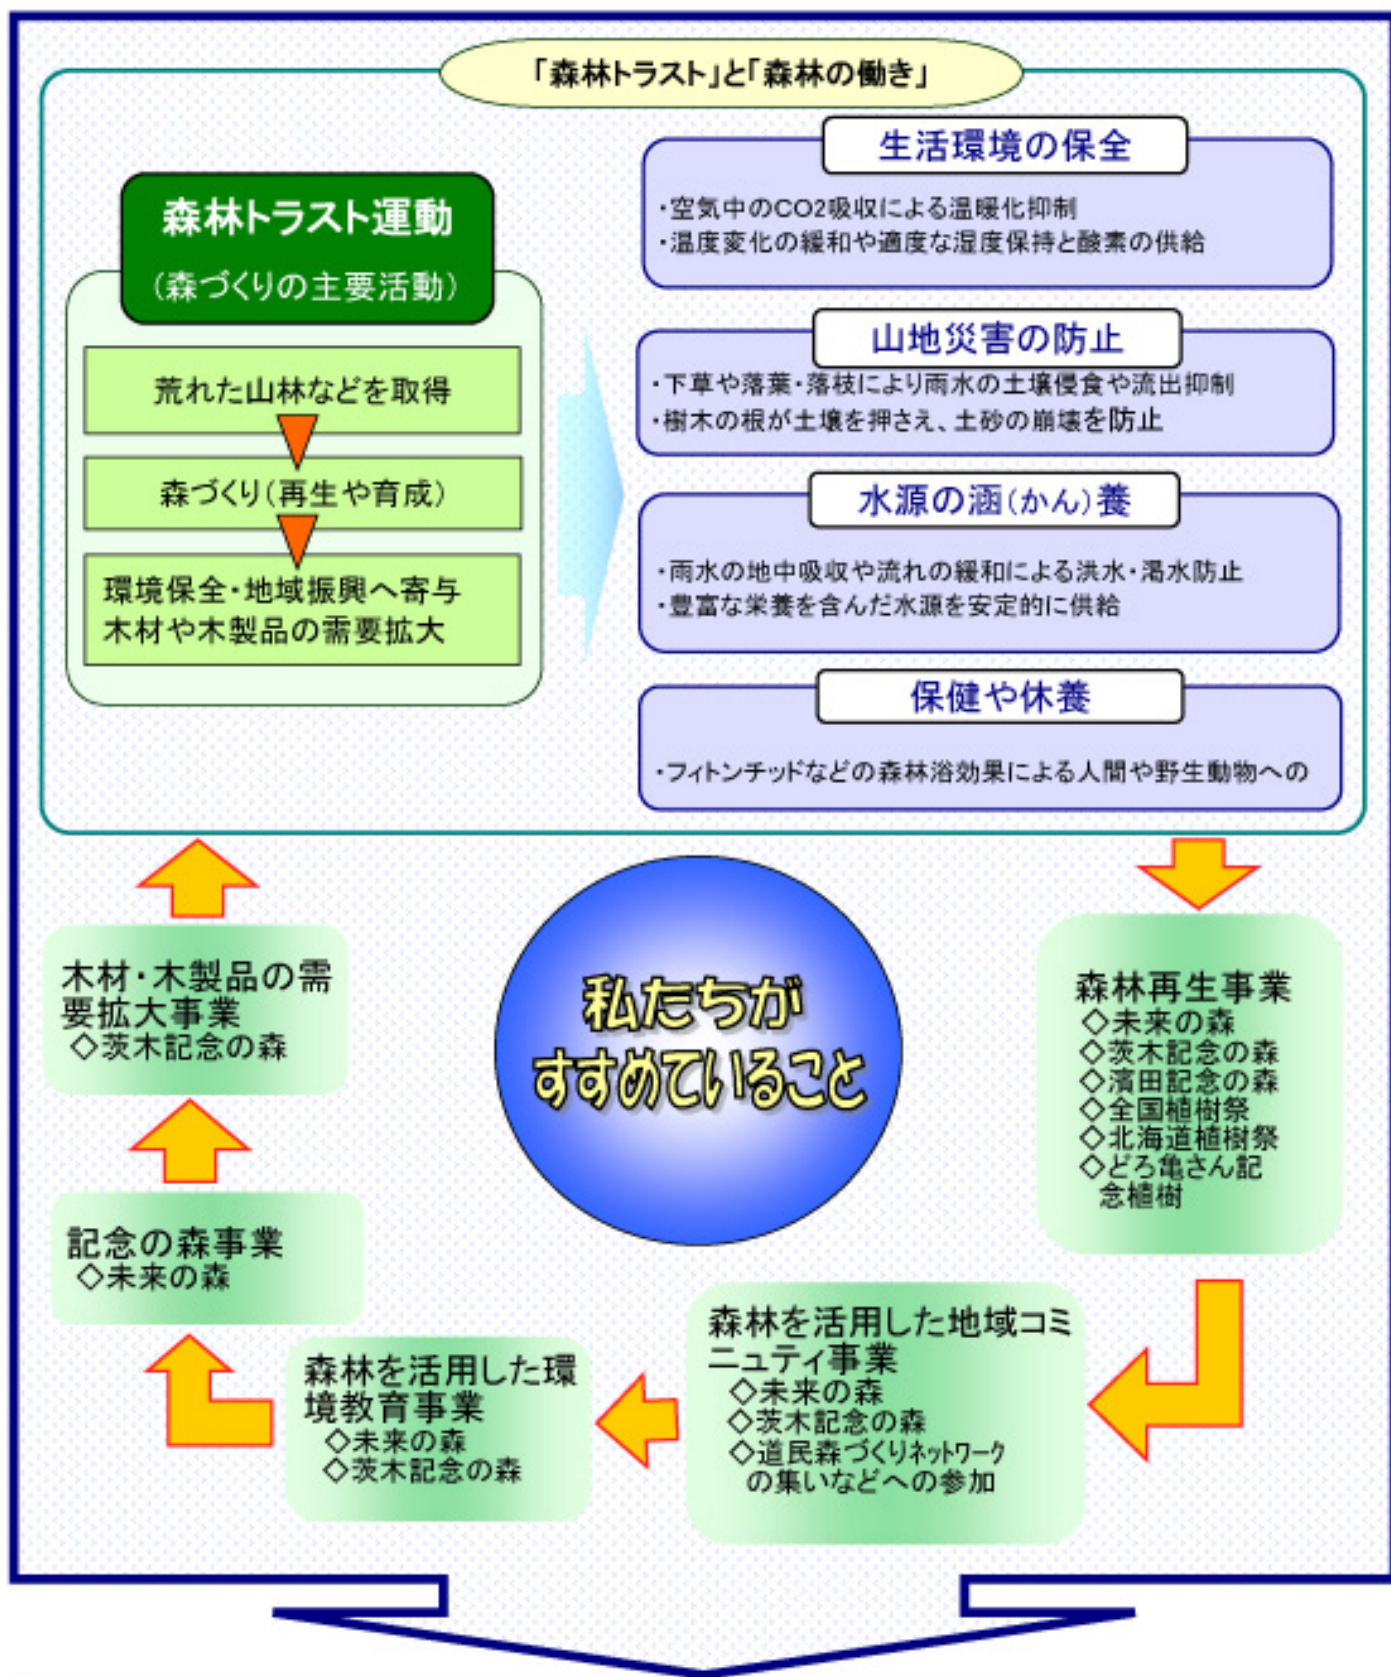 「森林トラスト」と「森林の働き」
森林トラスト運動
(森づくりの主要活動)
荒れた山林などを取得
森づくり(再生や育成)
環境保全・地域振興へ寄与
木材や木製品の需要拡大
生活環境の保全
・空気中のCO2吸収による温暖化抑制
・温度変化の緩和や適度な湿度保持と酸素の供給
山地災害の防止
・下草や落葉・落枝により雨水の土壌侵食や流出抑制
・樹木の根が土壌を押さえ、土砂の崩壊を防止
水源の涵(かん)養
・雨水の地中吸収や流れの緩和による洪水・渇水防止
・豊富な栄養を含んだ水源を安定的に供給
保健や休養
・フィトンチッドなどの森林浴効果による人間や野生動物への
私たちが
すすめていること
森林再生事業
◇未来の森
◇茨木記念の森
◇濱田記念の森
◇全国植樹祭
◇北海道植樹祭
◇どろ亀さん記
念植樹
森林を活用した地域コミ
ニュティ事業
◇未来の森
◇茨木記念の森
◇道民森づくりネットワーク
の集いなどへの参加
森林を活用した環
境教育事業
◇未来の森
◇茨木記念の森
記念の森事業
◇未来の森
木材・木製品の需
要拡大事業
◇茨木記念の森